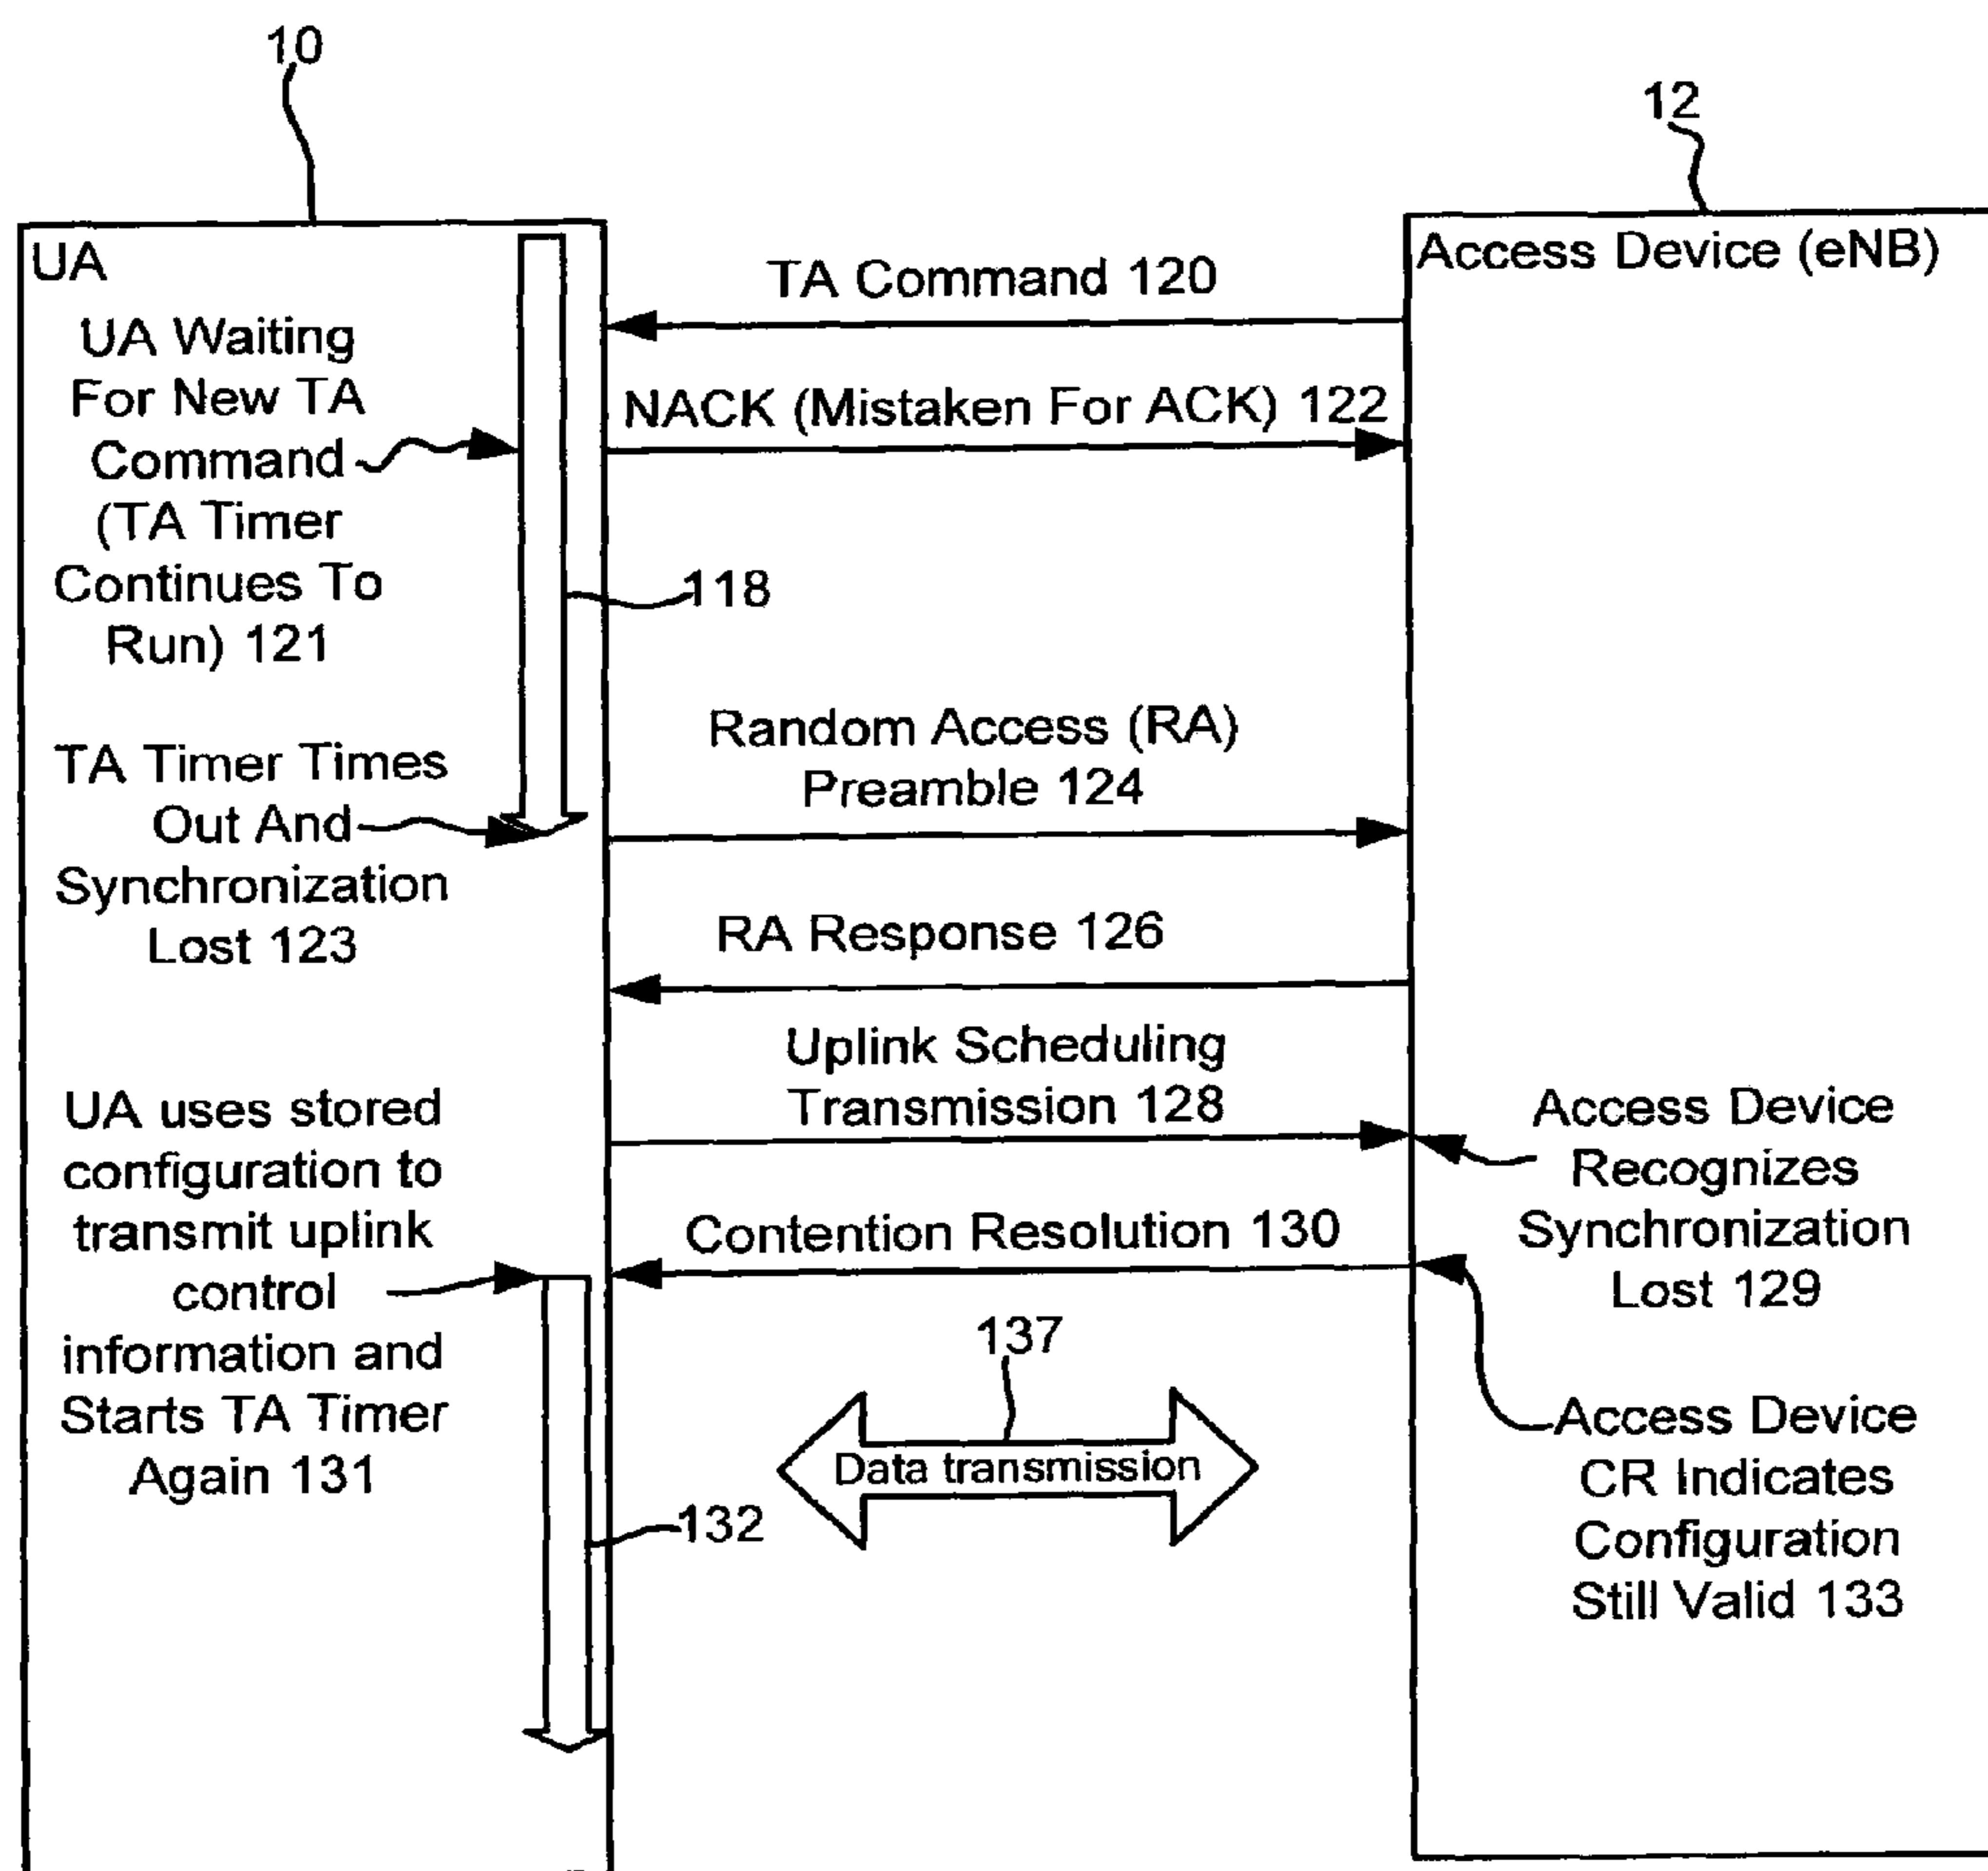 10
12
UA
Access Device (eNB)
TA Command 120
UA Waiting
For New TA
Command
(TA Timer
Continues To
Run) 121
NACK (Mistaken For ACK) 122
118
Random Access (RA)
Preamble 124
TA Timer Times
Out And
Synchronization
Lost 123
RA Response 126
Uplink Scheduling
Transmission 128
UA uses stored
configuration to
transmit uplink
control
information and
Starts TA Timer
Again 131
Access Device
Recognizes
Synchronization
Lost 129
Contention Resolution 130
137
Data transmission
132
Access Device
CR Indicates
Configuration
Still Valid 133